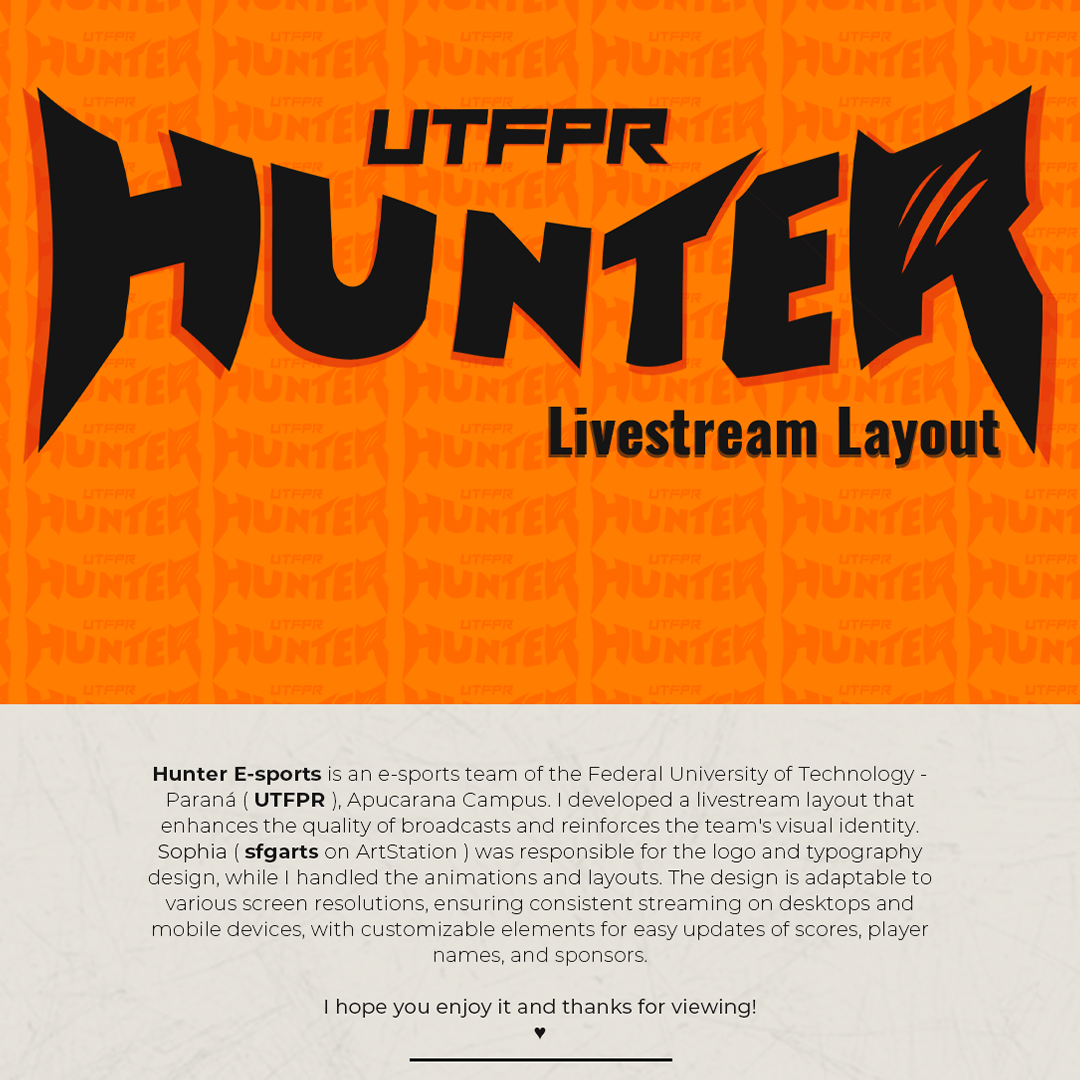 UTFPR
HUNTER
Livestream Layout
Hunter E-sports is an e-sports team of the Federal University of Technology -
Paraná ( UTFPR ), Apucarana Campus. I developed a livestream layout that
enhances the quality of broadcasts and reinforces the team's visual identity.
Sophia ( sfgarts on ArtStation ) was responsible for the logo and typography
design, while I handled the animations and layouts. The design is adaptable to
various screen resolutions, ensuring consistent streaming on desktops and
mobile devices, with customizable elements for easy updates of scores, player
names, and sponsors.
I hope you enjoy it and thanks for viewing!
♥